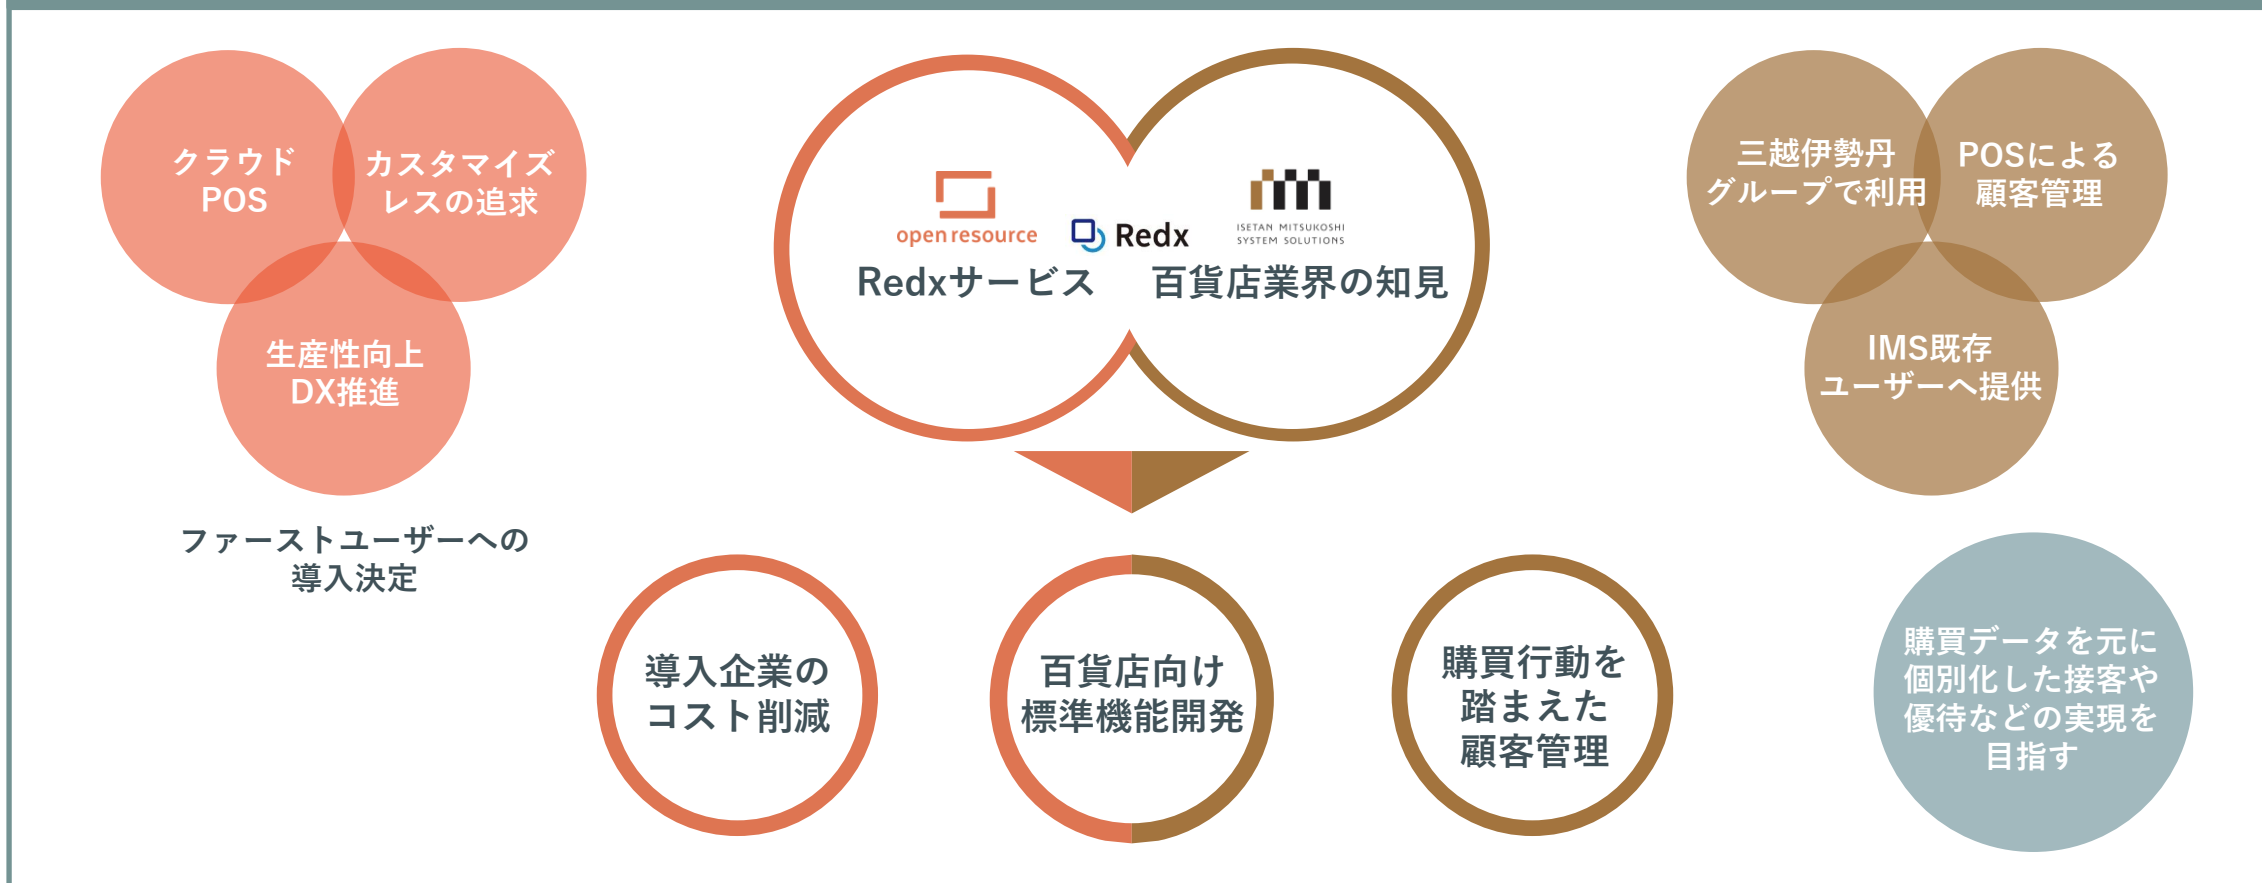 クラウド
POS
カスタマイズ
レスの追求
生産性向上
DX推進
ファーストユーザーへの
導入決定
open resource
Redx
ISETAN MITSUKOSHI
SYSTEM SOLUTIONS
Redxサービス
百貨店業界の知見
三越伊勢丹
グループで利用
POSによる
顧客管理
IMS既存
ユーザーへ提供
導入企業の
コスト削減
百貨店向け
標準機能開発
購買行動を
踏まえた
顧客管理
購買データを元に
個別化した接客や
優待などの実現を
目指す